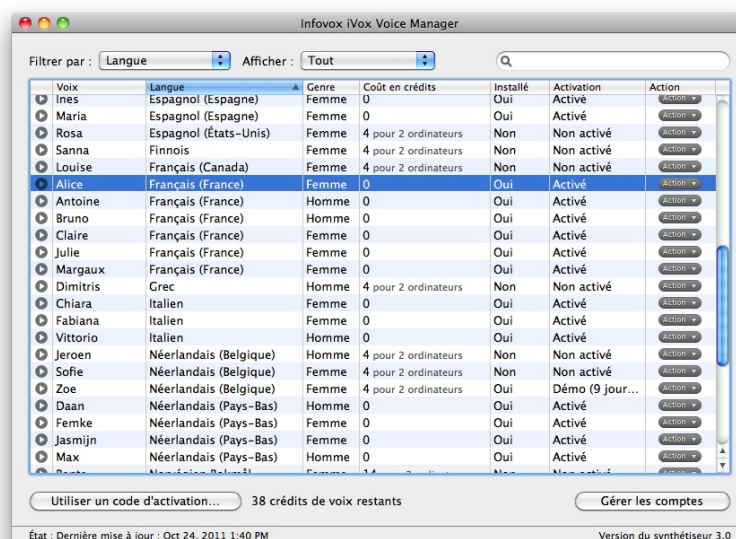 Infovox iVox Voice Manager
Filtrer par : Langue Afficher : Tout
Voix Langue Genre Coût en crédits Installé Activation Action
Ines Espagnol (Espagne) Femme 0 Oui Activé Action
Maria Espagnol (Espagne) Femme 0 Oui Activé Action
Rosa Espagnol (États-Unis) Femme 4 pour 2 ordinateurs Non Non activé Action
Sanna Finnois Femme 4 pour 2 ordinateurs Non Non activé Action
Louise Français (Canada) Femme 4 pour 2 ordinateurs Non Non activé Action
Alice Français (France) Femme 0 Oui Activé Action
Antoine Français (France) Homme 0 Oui Activé Action
Bruno Français (France) Homme 0 Oui Activé Action
Claire Français (France) Femme 0 Oui Activé Action
Julie Français (France) Femme 0 Oui Activé Action
Margaux Français (France) Femme 0 Oui Activé Action
Dimitris Grec Homme 4 pour 2 ordinateurs Non Non activé Action
Chiara Italien Femme 0 Oui Activé Action
Fabiana Italien Femme 0 Oui Activé Action
Vittorio Italien Homme 0 Oui Activé Action
Jeroen Néerlandais (Belgique) Homme 4 pour 2 ordinateurs Non Non activé Action
Sofie Néerlandais (Belgique) Femme 4 pour 2 ordinateurs Non Non activé Action
Zoe Néerlandais (Belgique) Femme 4 pour 2 ordinateurs Oui Démo (9 jour... Action
Daan Néerlandais (Pays-Bas) Homme 0 Oui Activé Action
Femke Néerlandais (Pays-Bas) Femme 0 Oui Activé Action
Jasmijn Néerlandais (Pays-Bas) Femme 0 Oui Activé Action
Max Néerlandais (Pays-Bas) Homme 0 Oui Activé Action
Utiliser un code d'activation... 38 crédits de voix restants Gérer les comptes
État : Dernière mise à jour : Oct 24, 2011 1:40 PM Version du synthétiseur 3.0